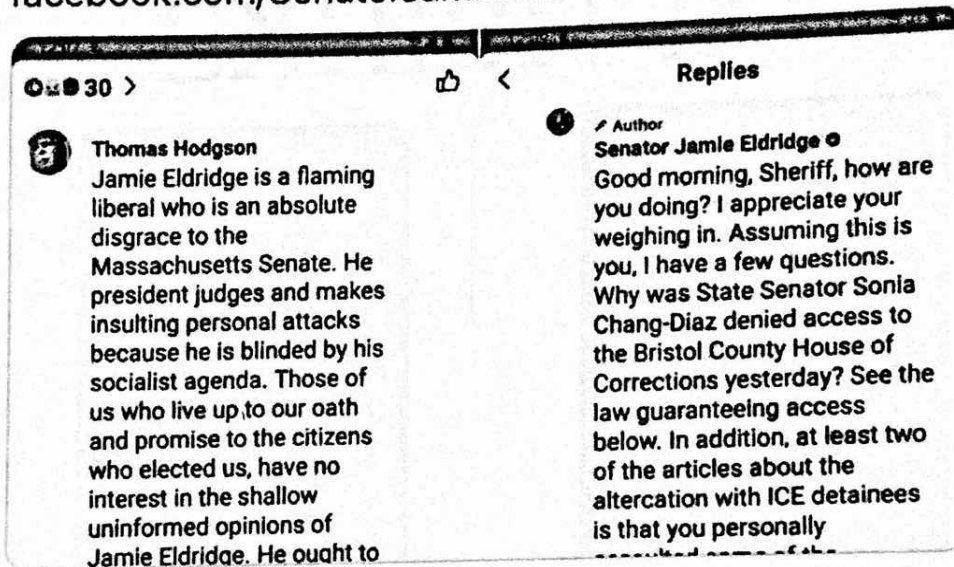 30 >
Thomas Hodgson
Jamie Eldridge is a flaming
liberal who is an absolute
disgrace to the
Massachusetts Senate. He
president judges and makes
insulting personal attacks
because he is blinded by his
socialist agenda. Those of
us who live up to our oath
and promise to the citizens
who elected us, have no
interest in the shallow
uninformed opinions of
Jamie Eldridge. He ought to
< Replies
Author
Senator Jamie Eldridge
Good morning, Sheriff, how are
you doing? I appreciate your
weighing in. Assuming this is
you, I have a few questions.
Why was State Senator Sonia
Chang-Diaz denied access to
the Bristol County House of
Corrections yesterday? See the
law guaranteeing access
below. In addition, at least two
of the articles about the
altercation with ICE detainees
is that you personally